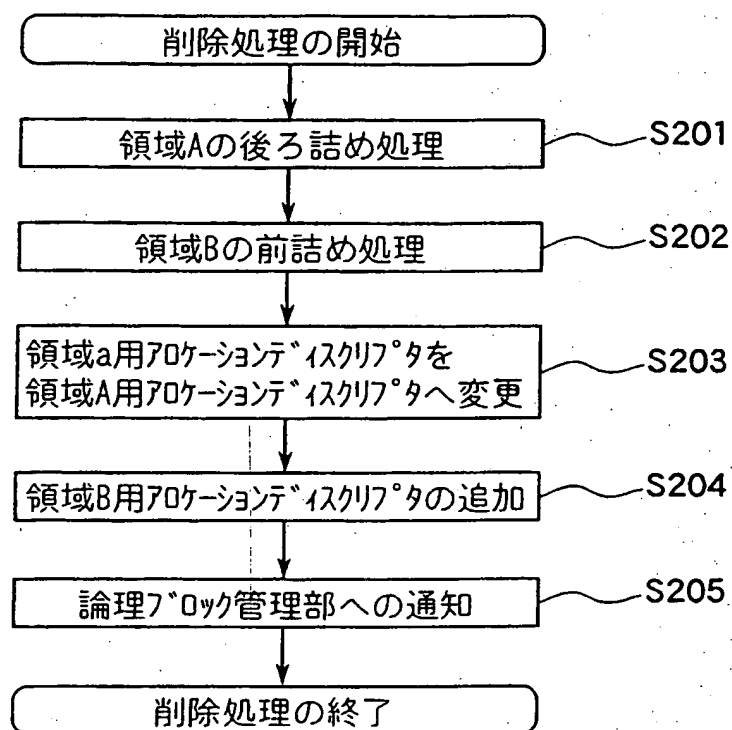 削除処理の開始
領域Aの後ろ詰め処理
S201
領域Bの前詰め処理
S202
領域a用ｱﾛｹｰｼｮﾝﾃﾞｨｽｸﾘﾌﾟﾀを
領域A用ｱﾛｹｰｼｮﾝﾃﾞｨｽｸﾘﾌﾟﾀへ変更
S203
領域B用ｱﾛｹｰｼｮﾝﾃﾞｨｽｸﾘﾌﾟﾀの追加
S204
論理ﾌﾞﾛｯｸ管理部への通知
S205
削除処理の終了